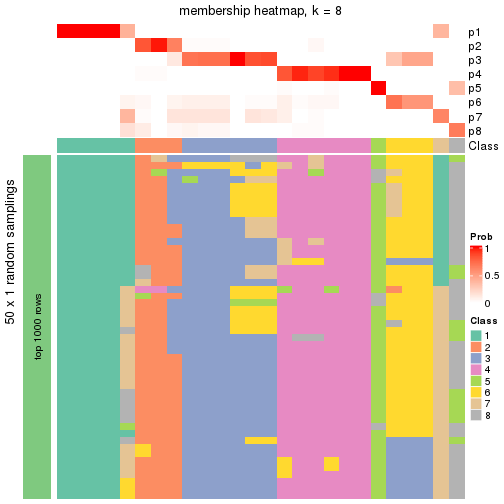 membership heatmap, k = 8
p1
p2
p3
p4
p5
p6
p7
p8
Class
50 x 1 random samplings
top 1000 rows
Prob
1
0.5
0
Class
1
2
3
4
5
6
7
8